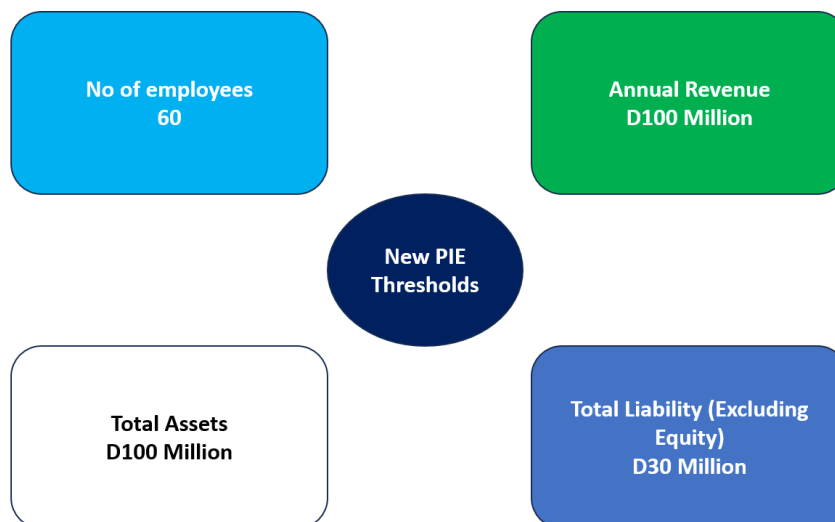 No of employees
60
Annual Revenue
D100 Million
New PIE
Thresholds
Total Assets
D100 Million
Total Liability (Excluding
Equity)
D30 Million